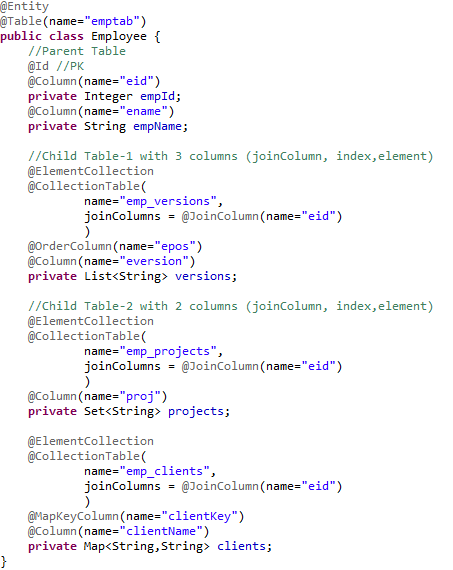 @Entity
@Table(name="emptab")
public class Employee {
    //Parent Table
    @Id //PK
    @Column(name="eid")
    private Integer empId;
    @Column(name="ename")
    private String empName;

    //Child Table-1 with 3 columns (joinColumn, index,element)
    @ElementCollection
    @CollectionTable(
            name="emp_versions",
            joinColumns = @JoinColumn(name="eid")
            )
    @OrderColumn(name="epos")
    @Column(name="eversion")
    private List<String> versions;

    //Child Table-2 with 2 columns (joinColumn, index,element)
    @ElementCollection
    @CollectionTable(
            name="emp_projects",
            joinColumns = @JoinColumn(name="eid")
            )
    @Column(name="proj")
    private Set<String> projects;

    @ElementCollection
    @CollectionTable(
            name="emp_clients",
            joinColumns = @JoinColumn(name="eid")
            )
    @MapKeyColumn(name="clientKey")
    @Column(name="clientName")
    private Map<String,String> clients;
}